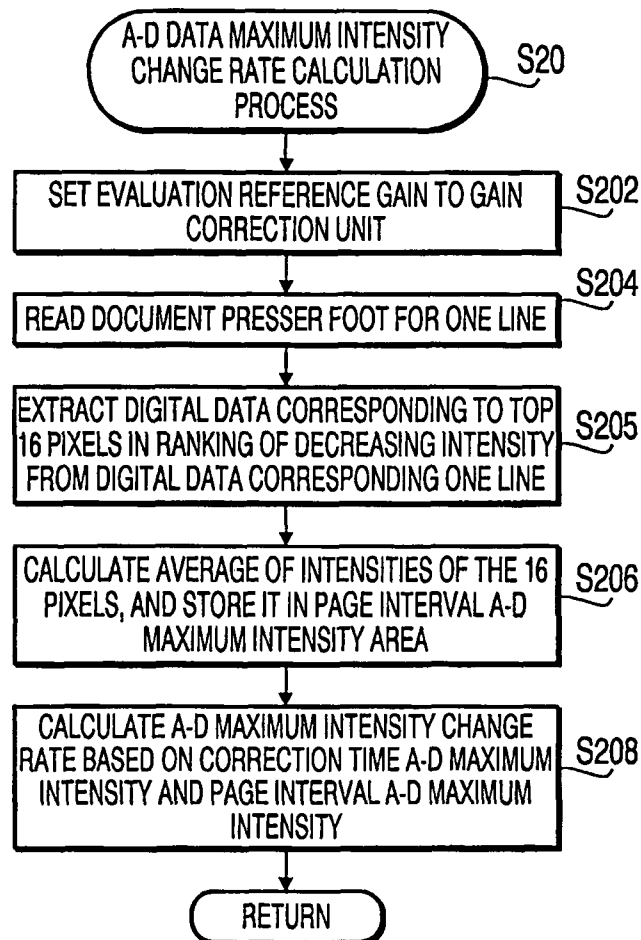 A-D DATA MAXIMUM INTENSITY
CHANGE RATE CALCULATION
PROCESS
S20
SET EVALUATION REFERENCE GAIN TO GAIN
CORRECTION UNIT
S202
READ DOCUMENT PRESSER FOOT FOR ONE LINE
S204
EXTRACT DIGITAL DATA CORRESPONDING TO TOP
16 PIXELS IN RANKING OF DECREASING INTENSITY
FROM DIGITAL DATA CORRESPONDING ONE LINE
S205
CALCULATE AVERAGE OF INTENSITIES OF THE 16
PIXELS, AND STORE IT IN PAGE INTERVAL A-D
MAXIMUM INTENSITY AREA
S206
CALCULATE A-D MAXIMUM INTENSITY CHANGE
RATE BASED ON CORRECTION TIME A-D MAXIMUM
INTENSITY AND PAGE INTERVAL A-D MAXIMUM
INTENSITY
S208
RETURN